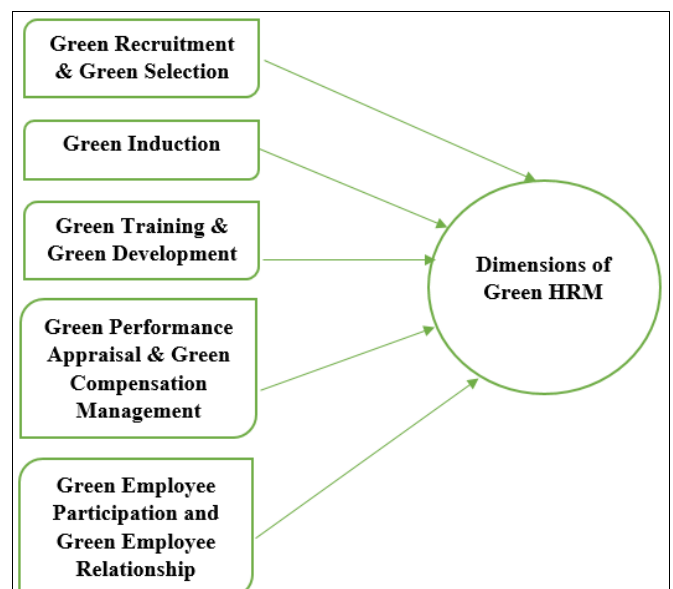 Green Recruitment
& Green Selection
Green Induction
Green Training &
Green Development
Green Performance
Appraisal & Green
Compensation
Management
Green Employee
Participation and
Green Employee
Relationship
Dimensions of
Green HRM